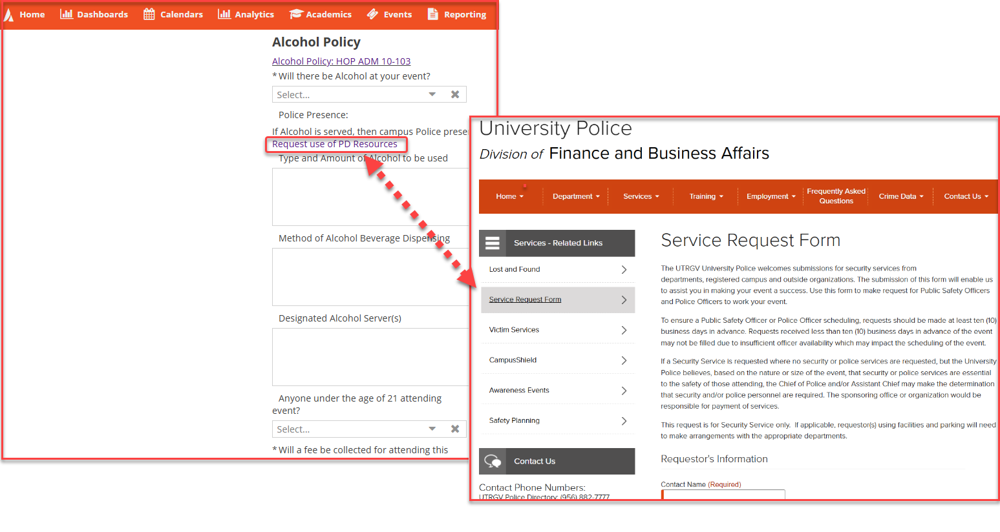 Home
Dashboards
Calendars
Analytics
Academics
Events
Reporting
Alcohol Policy
Alcohol Policy: HOP ADM 10-103
* Will there be Alcohol at your event?
Select...
Police Presence:
If Alcohol is served, then campus Police prese
Request use of PD Resources
Type and Amount of Alcohol to be used
Method of Alcohol Beverage Dispensing
Designated Alcohol Server(s)
Anyone under the age of 21 attending
event?
Select...
* Will a fee be collected for attending this
University Police
Division of Finance and Business Affairs
Home
Department
Services
Training
Employment
Frequently Asked
Questions
Crime Data
Contact Us
Services - Related Links
Lost and Found
Service Request Form
Victim Services
CampusShield
Awareness Events
Safety Planning
Contact Us
Contact Phone Numbers:
UTRGV Police Directory: (956) 882-7777
Service Request Form
The UTRGV University Police welcomes submissions for security services from
departments, registered campus and outside organizations. The submission of this form will enable us
to assist you in making your event a success. Use this form to make request for Public Safety Officers
and Police Officers to work your event.
To ensure a Public Safety Officer or Police Officer scheduling, requests should be made at least ten (10)
business days in advance. Requests received less than ten (10) business days in advance of the event
may not be filled due to insufficient officer availability which may impact the scheduling of the event.
If a Security Service is requested where no security or police services are requested, but the University
Police believes, based on the nature or size of the event, that security or police services are essential
to the safety of those attending, the Chief of Police and/or Assistant Chief may make the determination
that security and/or police personnel are required. The sponsoring office or organization would be
responsible for payment of services.
This request is for Security Service only. If applicable, requestor(s) using facilities and parking will need
to make arrangements with the appropriate departments.
Requestor's Information
Contact Name (Required)